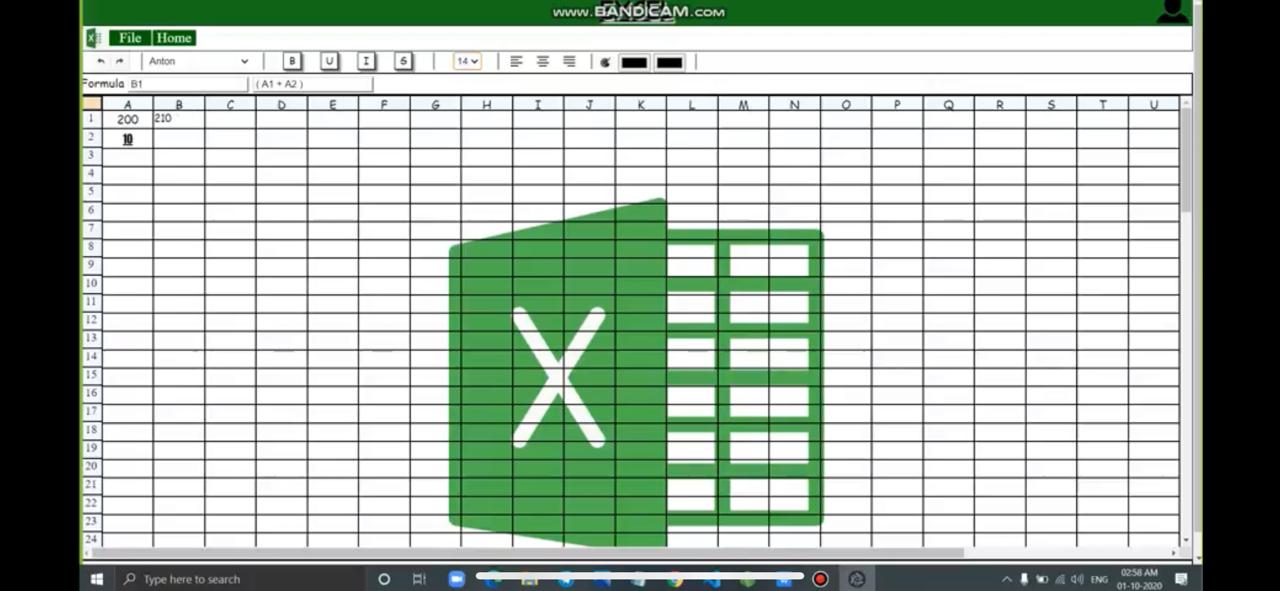 EXCEL
www.BANDICAM.com
File Home
Anton B U I S 14
Formula B1 ( A1 + A2 )
A B C D E F G H I J K L M N O P Q R S T U
1 200 210
2 10
3
4
5
6
7
8
9
10
11
12
13
14
15
16
17
18
19
20
21
22
23
24
X
Type here to search ENG 02:58 AM
01-10-2020